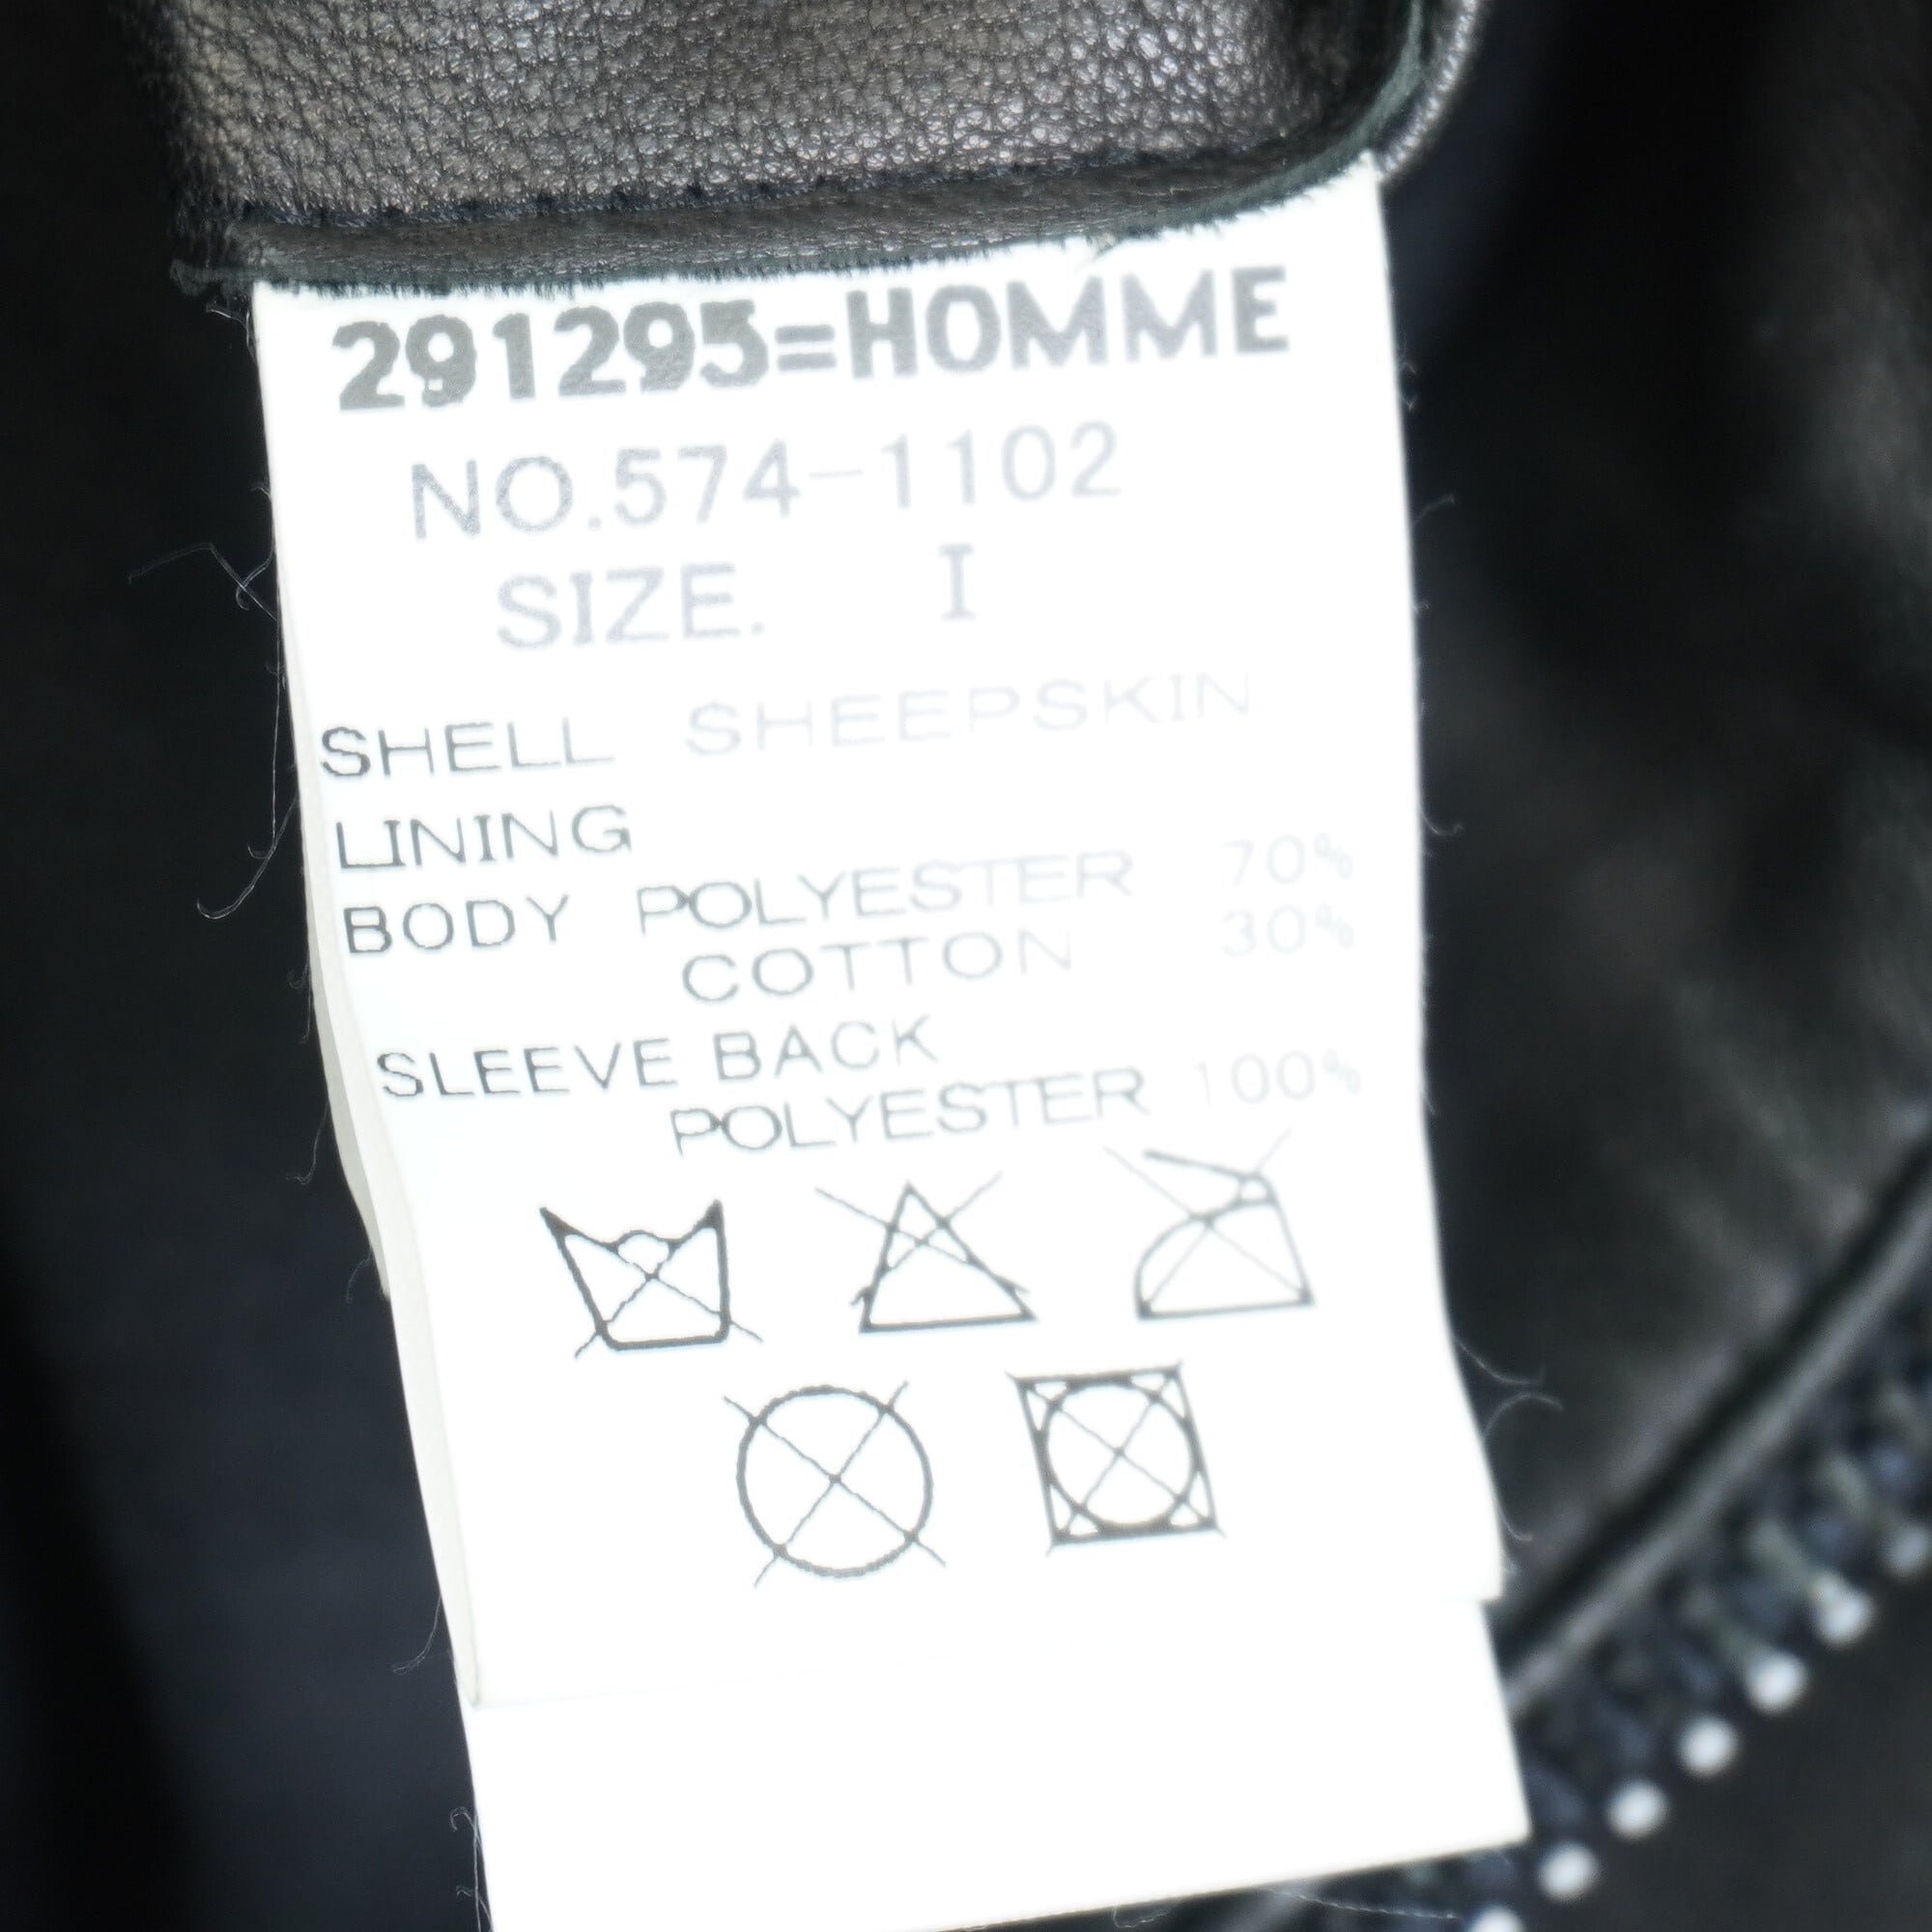 291295=HOMME
NO.574-1102
SIZE. I
SHELL SHEEPSKIN
LINING
BODY POLYESTER 70%
COTTON 30%
SLEEVE BACK
POLYESTER 100%